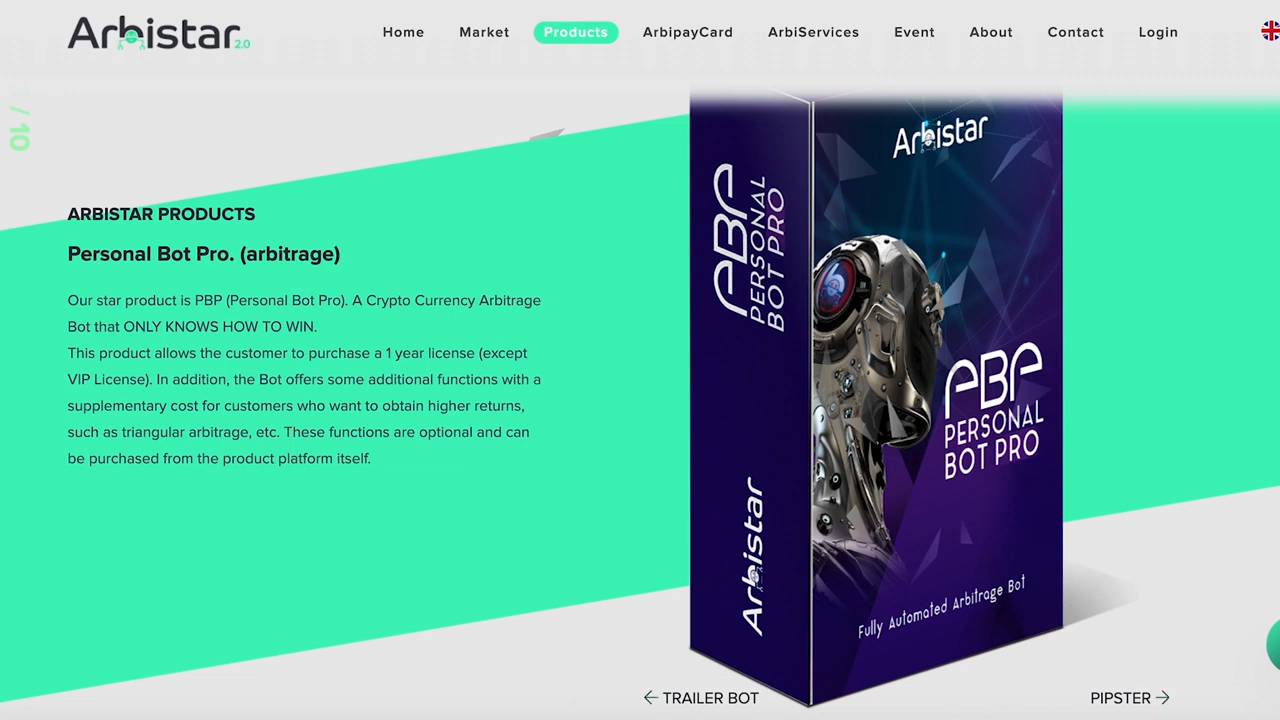 Arbistar 2.0
Home Market Products ArbipayCard ArbiServices Event About Contact Login
/ 10
ARBISTAR PRODUCTS
Personal Bot Pro. (arbitrage)
Our star product is PBP (Personal Bot Pro). A Crypto Currency Arbitrage
Bot that ONLY KNOWS HOW TO WIN.
This product allows the customer to purchase a 1 year license (except
VIP License). In addition, the Bot offers some additional functions with a
supplementary cost for customers who want to obtain higher returns,
such as triangular arbitrage, etc. These functions are optional and can
be purchased from the product platform itself.
PBP
PERSONAL
BOT PRO
Arbistar
Arbistar
PBP
PERSONAL
BOT PRO
Fully Automated Arbitrage Bot
← TRAILER BOT
PIPSTER →